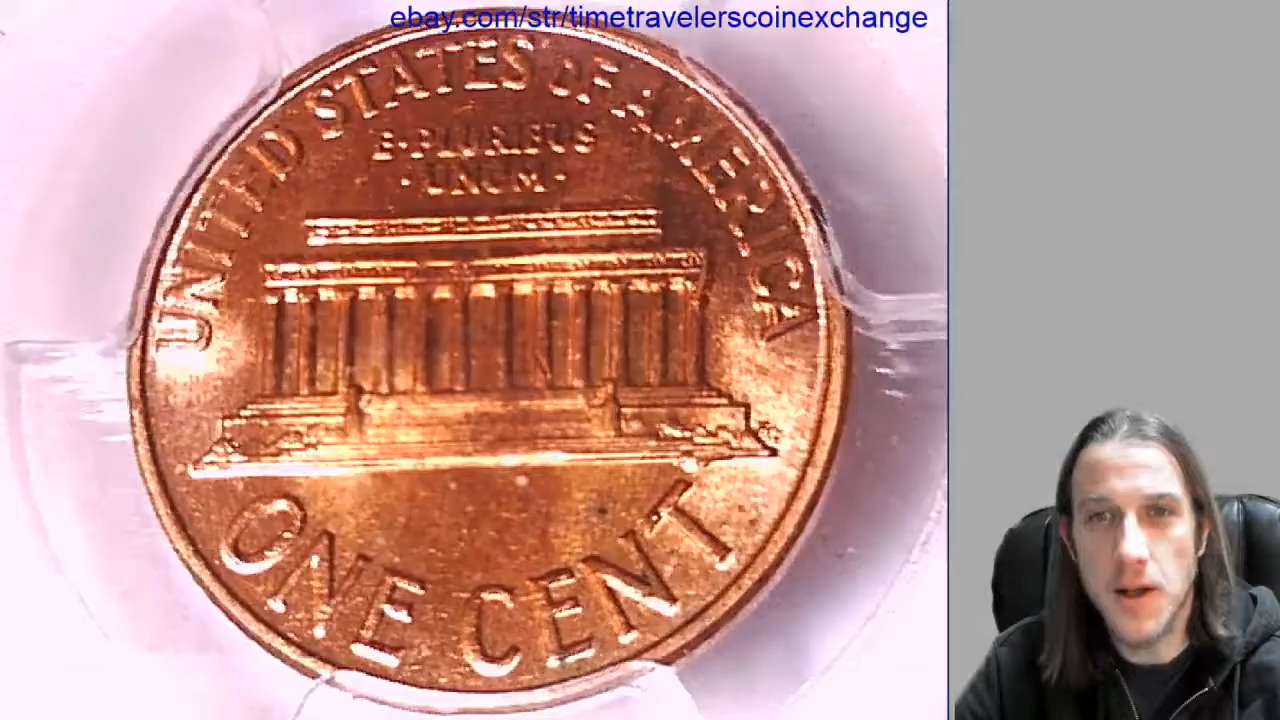 ebay.com/str/timetravelerscoinexchange
UNITED STATES OF AMERICA
E·PLURIBUS
·UNUM·
ONE CENT